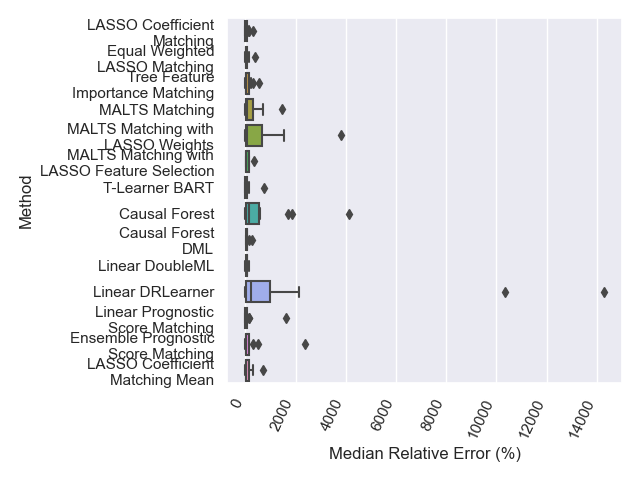 LASSO Coefficient
Matching
Equal Weighted
LASSO Matching
Tree Feature
Importance Matching
MALTS Matching
MALTS Matching with
LASSO Weights
MALTS Matching with
LASSO Feature Selection
T-Learner BART
Causal Forest
Causal Forest
DML
Linear DoubleML
Linear DRLearner
Linear Prognostic
Score Matching
Ensemble Prognostic
Score Matching
LASSO Coefficient
Matching Mean
Method
0
2000
4000
6000
8000
10000
12000
14000
Median Relative Error (%)